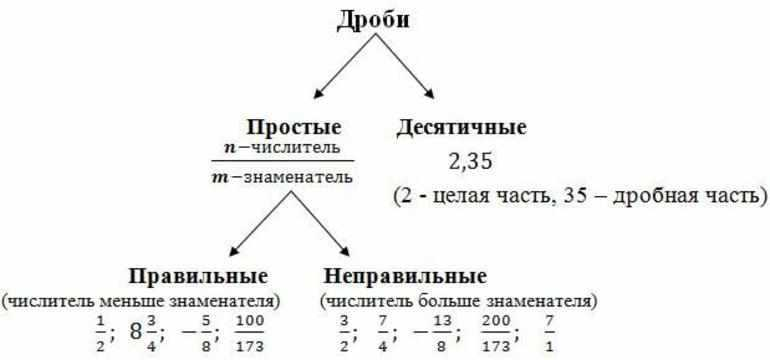 Дроби
Простые
n−числитель
m−знаменатель
Десятичные
2,35
(2 - целая часть, 35 – дробная часть)
Правильные
(числитель меньше знаменателя)
1/2; 8 3/4; −5/8; 100/173
Неправильные
(числитель больше знаменателя)
3/2; 7/4; −13/8; 200/173; 7/1